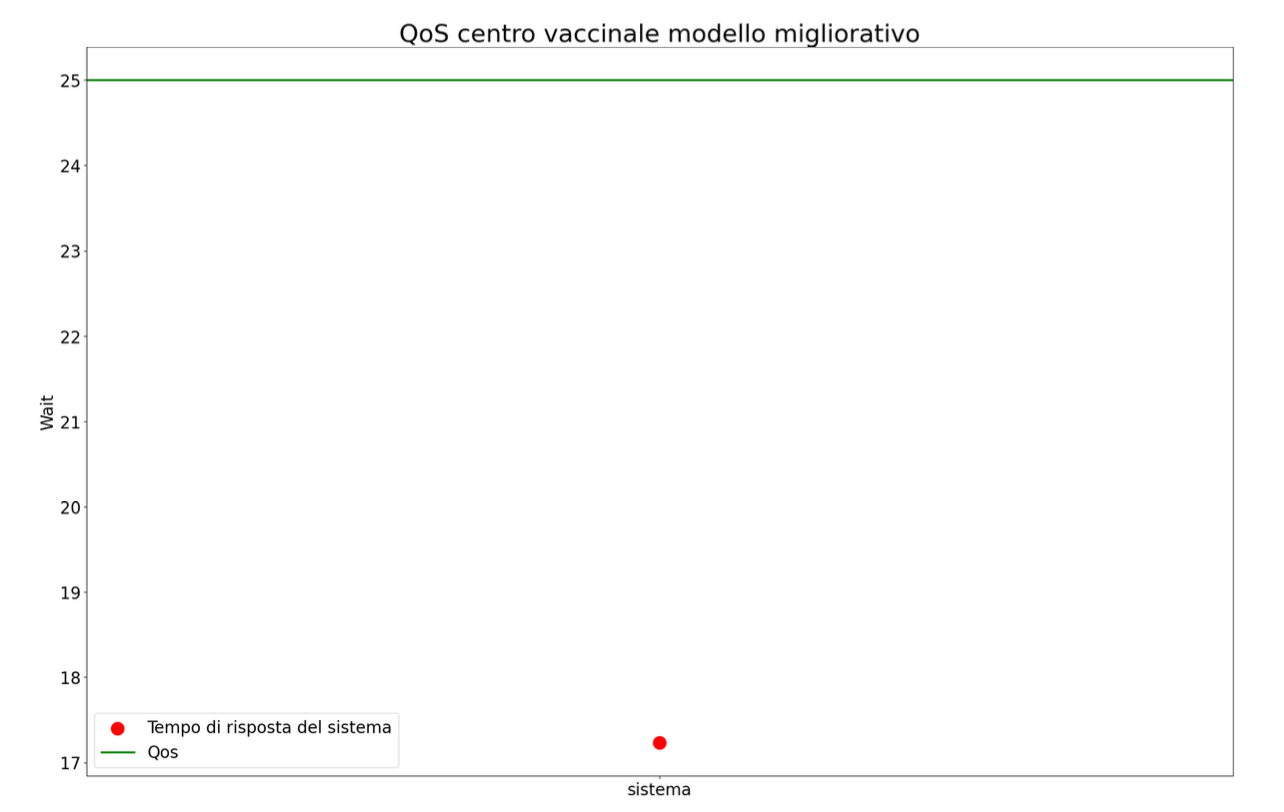 QoS centro vaccinale modello migliorativo
25
24
23
22
21
20
19
18
17
Wait
Tempo di risposta del sistema
Qos
sistema